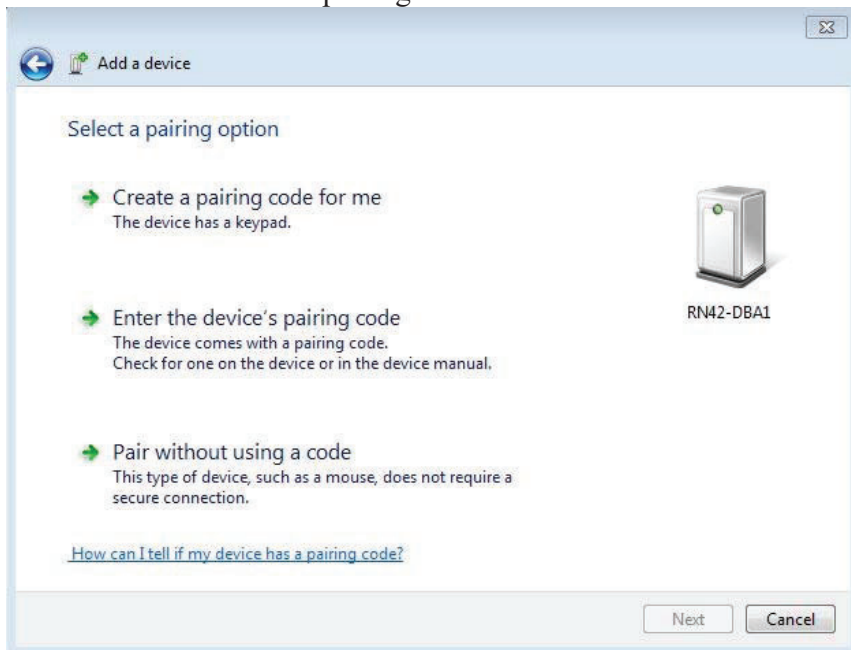 Add a device
Select a pairing option
Create a pairing code for me
The device has a keypad.
Enter the device's pairing code
The device comes with a pairing code.
Check for one on the device or in the device manual.
RN42-DBA1
Pair without using a code
This type of device, such as a mouse, does not require a
secure connection.
How can I tell if my device has a pairing code?
Next
Cancel